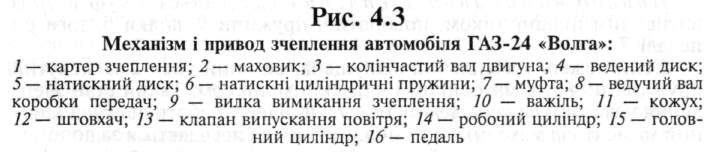 Рис. 4.3
Механізм і привод зчеплення автомобіля ГАЗ-24 «Волга»:
1 — картер зчеплення; 2 — маховик; 3 — колінчастий вал двигуна; 4 — ведений диск;
5 — натискний диск; 6 — натискні циліндричні пружини; 7 — муфта; 8 — ведучий вал
коробки передач; 9 — вилка вимикання зчеплення; 10 — важіль; 11 — кожух;
12 — штовхач; 13 — клапан випускання повітря; 14 — робочий циліндр; 15 — голов-
ний циліндр; 16 — педаль